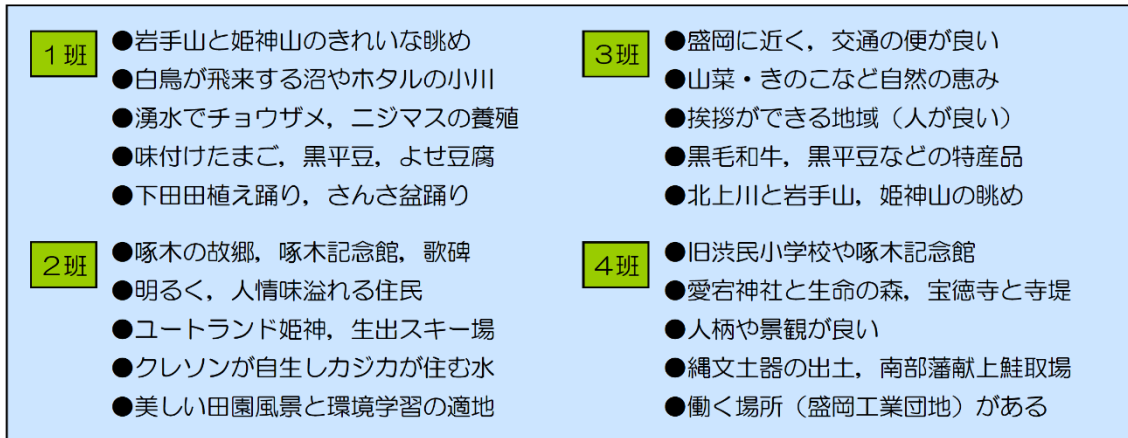 1班
●岩手山と姫神山のきれいな眺め
●白鳥が飛来する沼やホタルの小川
●湧水でチョウザメ，ニジマスの養殖
●味付けたまご，黒平豆，よせ豆腐
●下田田植え踊り，さんさ盆踊り
2班
●啄木の故郷，啄木記念館，歌碑
●明るく，人情味溢れる住民
●ユートランド姫神，生出スキー場
●クレソンが自生しカジカが住む水
●美しい田園風景と環境学習の適地
3班
●盛岡に近く，交通の便が良い
●山菜・きのこなど自然の恵み
●挨拶ができる地域（人が良い）
●黒毛和牛，黒平豆などの特産品
●北上川と岩手山，姫神山の眺め
4班
●旧渋民小学校や啄木記念館
●愛宕神社と生命の森，宝徳寺と寺堤
●人柄や景観が良い
●縄文土器の出土，南部藩献上鮭取場
●働く場所（盛岡工業団地）がある